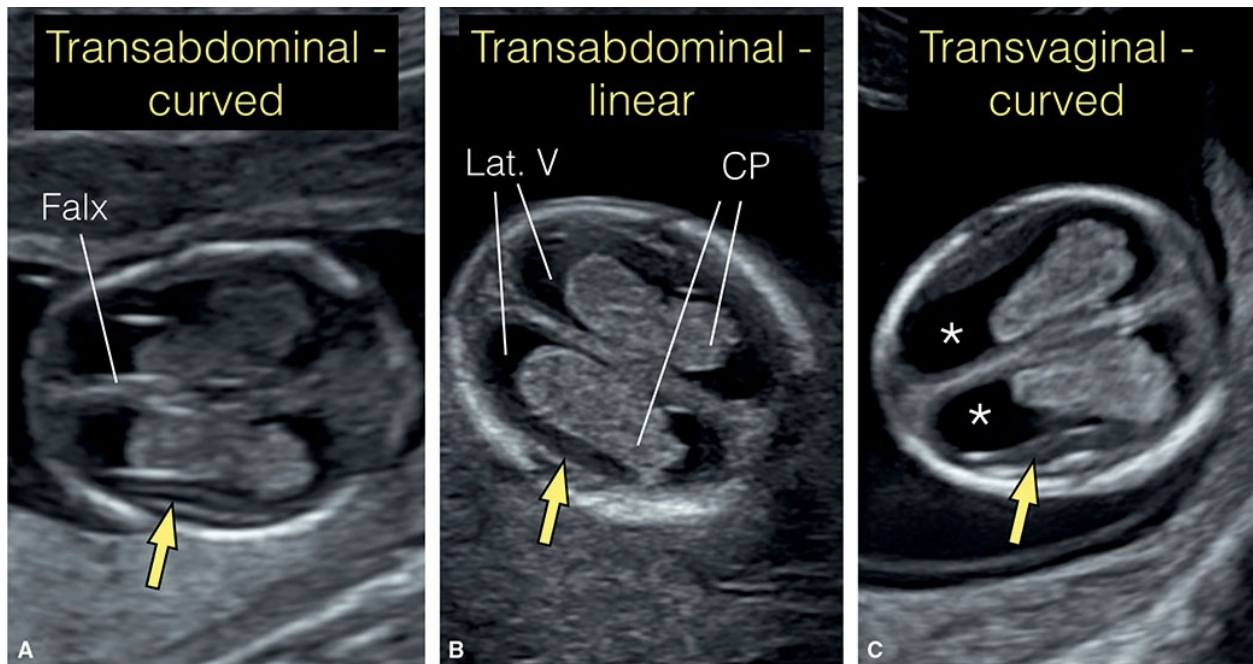 Transabdominal -
curved
Falx
A
Transabdominal -
linear
Lat. V
CP
B
Transvaginal -
curved
*
*
C